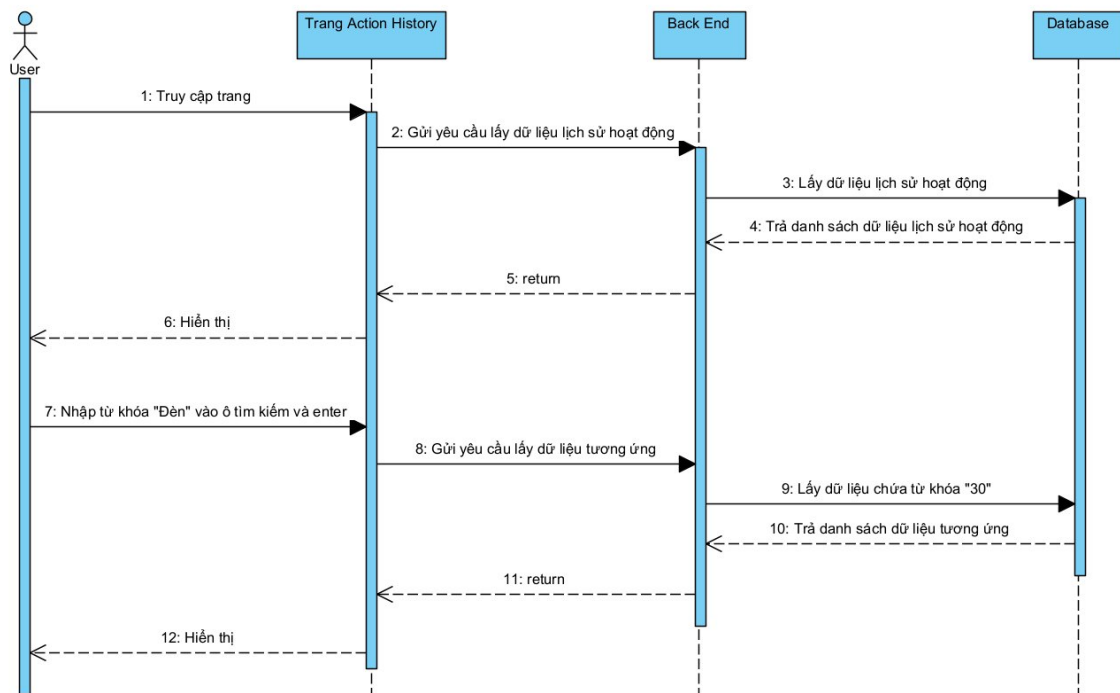 Trang Action History
Back End
Database
User
1: Truy cập trang
2: Gửi yêu cầu lấy dữ liệu lịch sử hoạt động
3: Lấy dữ liệu lịch sử hoạt động
4: Trả danh sách dữ liệu lịch sử hoạt động
5: return
6: Hiển thị
7: Nhập từ khóa "Đèn" vào ô tìm kiếm và enter
8: Gửi yêu cầu lấy dữ liệu tương ứng
9: Lấy dữ liệu chứa từ khóa "30"
10: Trả danh sách dữ liệu tương ứng
11: return
12: Hiển thị